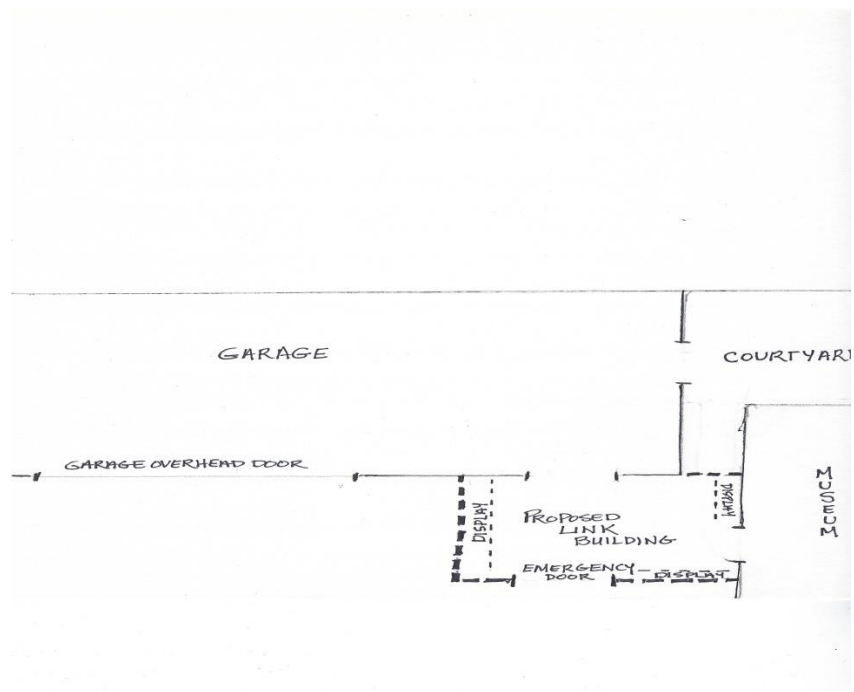 GARAGE
COURTYARD
GARAGE OVERHEAD DOOR
DISPLAY
PROPOSED
LINK
BUILDING
DISPLAY
MUSEUM
EMERGENCY
DOOR
DISPLAY